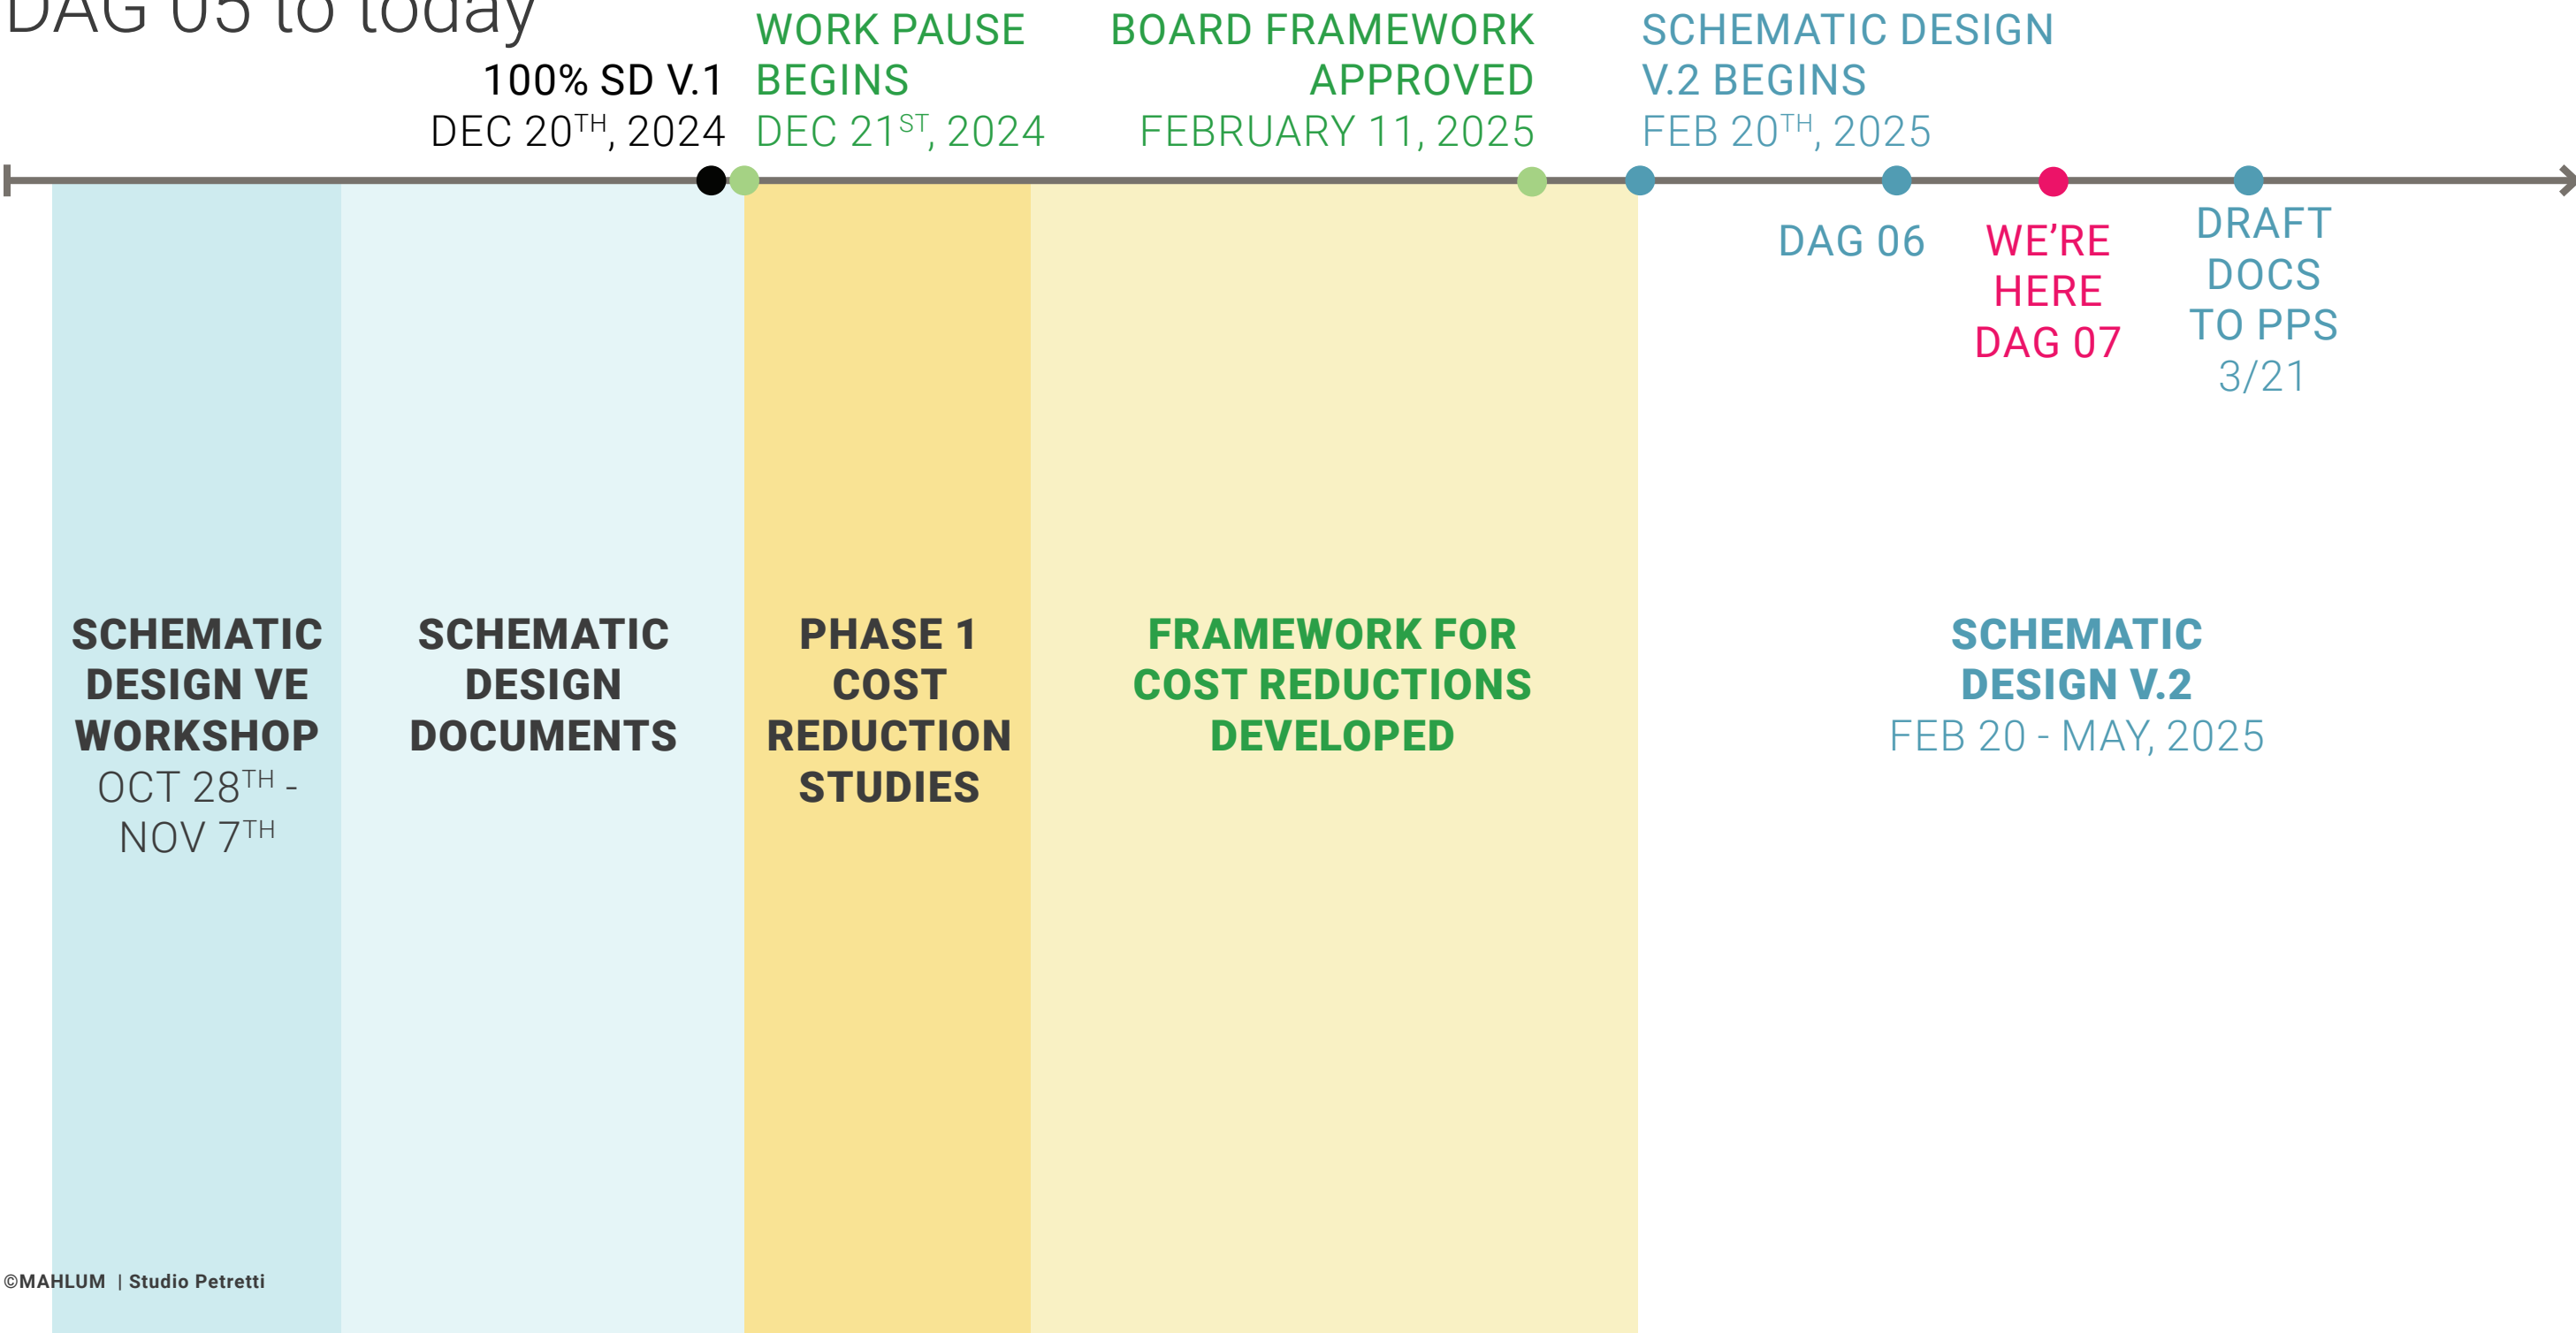 DAG 05 to today
100% SD V.1
DEC 20TH, 2024
WORK PAUSE
BEGINS
DEC 21ST, 2024
BOARD FRAMEWORK
APPROVED
FEBRUARY 11, 2025
SCHEMATIC DESIGN
V.2 BEGINS
FEB 20TH, 2025
DAG 06
WE’RE
HERE
DAG 07
DRAFT
DOCS
TO PPS
3/21
SCHEMATIC
DESIGN VE
WORKSHOP
OCT 28TH -
NOV 7TH
SCHEMATIC
DESIGN
DOCUMENTS
PHASE 1
COST
REDUCTION
STUDIES
FRAMEWORK FOR
COST REDUCTIONS
DEVELOPED
SCHEMATIC
DESIGN V.2
FEB 20 - MAY, 2025
©MAHLUM | Studio Petretti